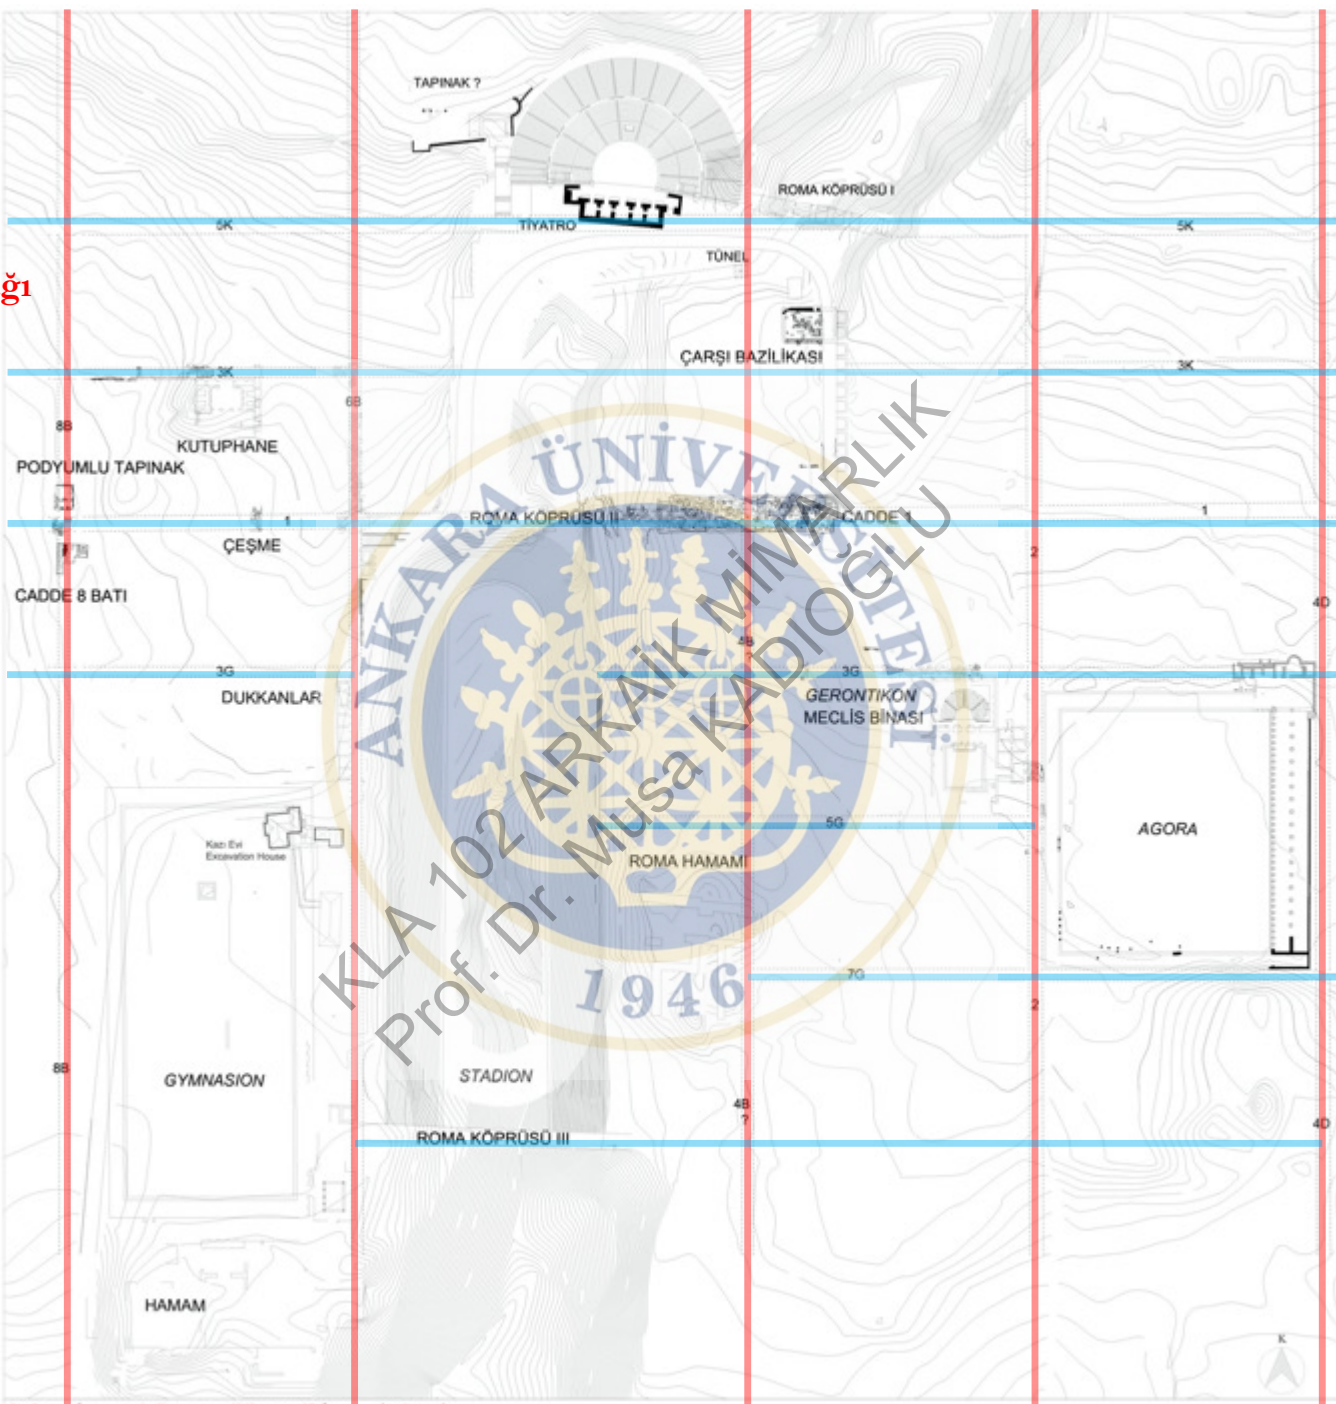 TAPINAK ?
ROMA KÖPRÜSÜ I
5K
TİYATRO
5K
TÜNEL
ğı
ÇARŞI BAZİLİKASI
3K
3K
6B
8B
KUTUPHANE
PODYUMLU TAPINAK
1
ROMA KÖPRÜSÜ II
CADDE 1
1
ÇEŞME
2
CADDE 8 BATI
4D
4B
?
3G
3G
DUKKANLAR
GERONTIKON
MECLİS BİNASI
5G
AGORA
Kazı Evi
Excavation House
ROMA HAMAMI
7G
2
8B
GYMNASION
STADION
4B
?
ROMA KÖPRÜSÜ III
4D
HAMAM
K
ANKARA ÜNİVERSİTESİ
1946
KLA 102 ARKAİK MİMARLIK
Prof. Dr. Musa KADIOĞLU